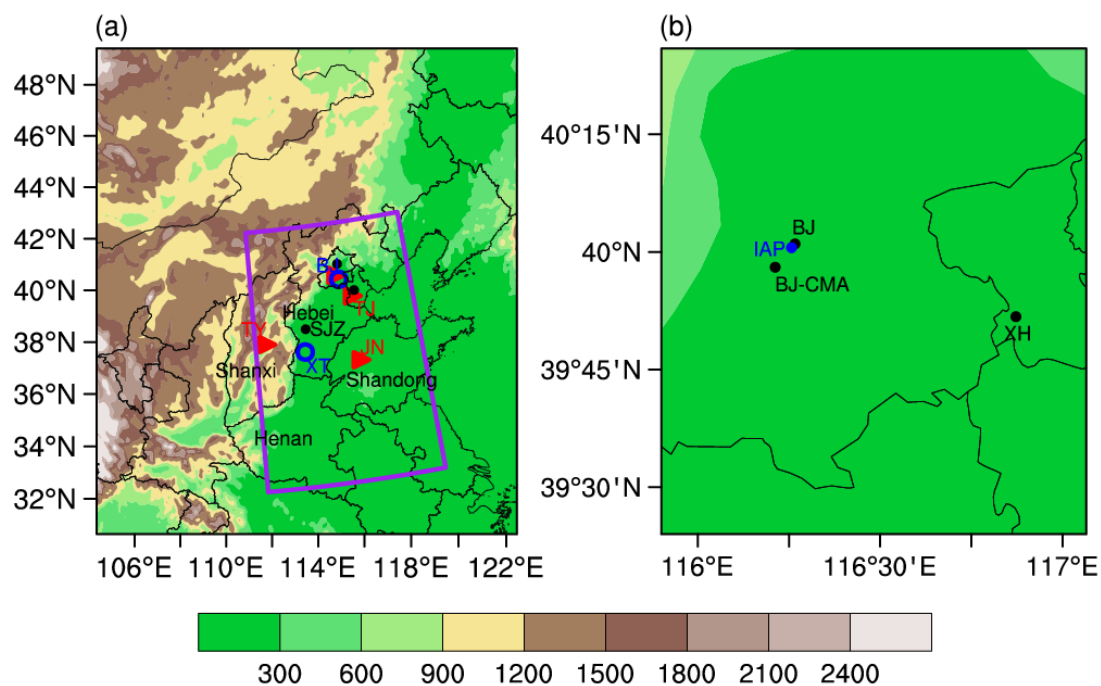 (a)
(b)
48°N
46°N
44°N
42°N
40°N
38°N
36°N
34°N
32°N
106°E 110°E 114°E 118°E 122°E
TJ
Hebei
SJZ
TY
JN
XT
Shanxi
Shandong
Henan
40°15'N
40°N
39°45'N
39°30'N
116°E 116°30'E 117°E
BJ
IAP
BJ-CMA
XH
300 600 900 1200 1500 1800 2100 2400